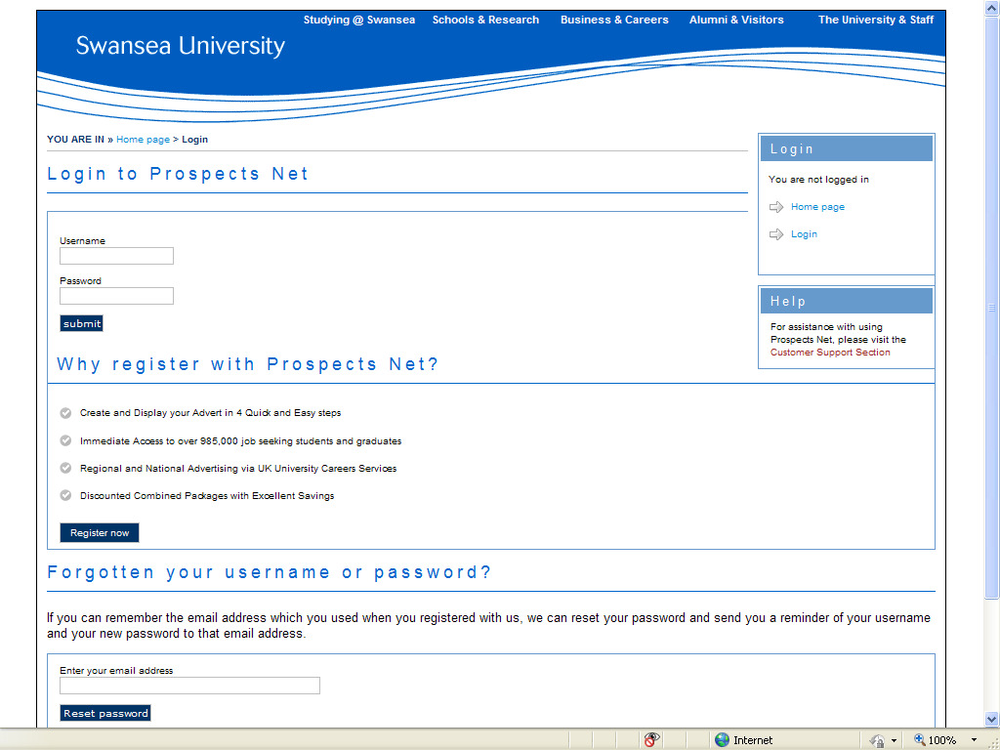 Studying @ Swansea Schools & Research Business & Careers Alumni & Visitors The University & Staff
Swansea University
YOU ARE IN » Home page > Login
Login to Prospects Net
Username
Password
submit
Why register with Prospects Net?
Create and Display your Advert in 4 Quick and Easy steps
Immediate Access to over 985,000 job seeking students and graduates
Regional and National Advertising via UK University Careers Services
Discounted Combined Packages with Excellent Savings
Register now
Login
You are not logged in
Home page
Login
Help
For assistance with using
Prospects Net, please visit the
Customer Support Section
Forgotten your username or password?
If you can remember the email address which you used when you registered with us, we can reset your password and send you a reminder of your username
and your new password to that email address.
Enter your email address
Reset password
Internet
100%